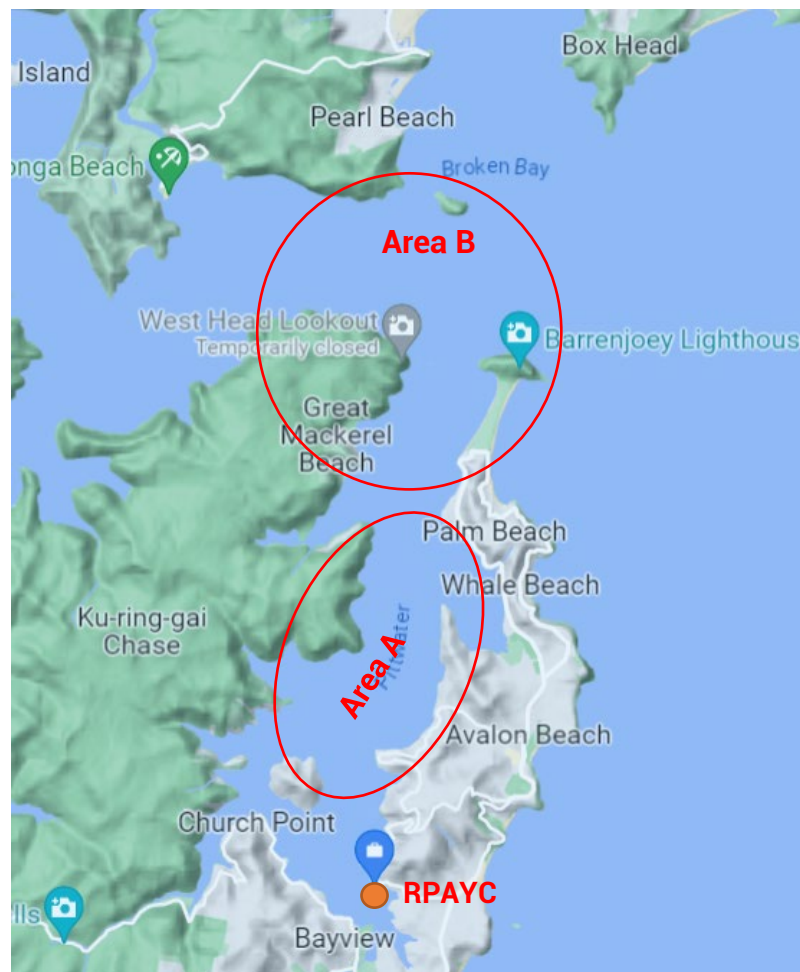 Box Head
Island
Pearl Beach
onga Beach
Broken Bay
Area B
West Head Lookout
Temporarily closed
Barrenjoey Lighthous
Great
Mackerel
Beach
Palm Beach
Whale Beach
Ku-ring-gai
Chase
Pittwater
Area A
Avalon Beach
Church Point
lls
RPAYC
Bayview